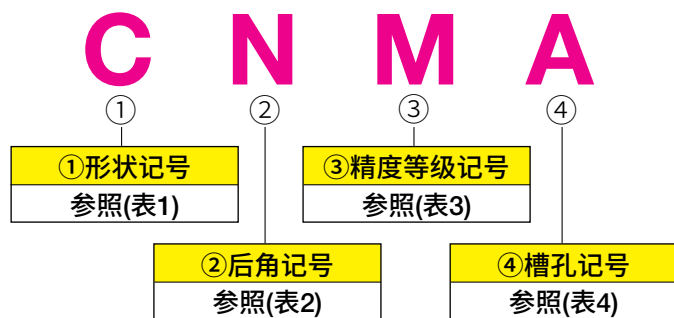 C N M A
① ② ③ ④
①形状记号 ③精度等级记号
参照(表1) 参照(表3)
②后角记号 ④槽孔记号
参照(表2) 参照(表4)